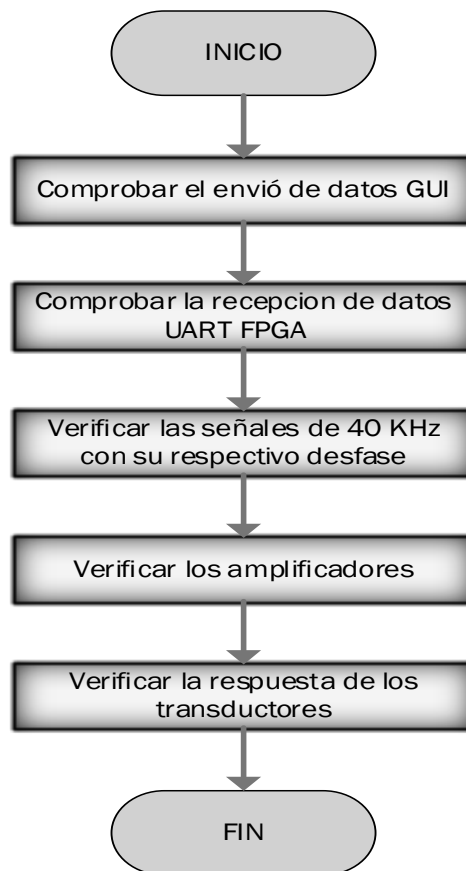 INICIO
Comprobar el envió de datos GUI
Comprobar la recepcion de datos
UART FPGA
Verificar las señales de 40 KHz
con su respectivo desfase
Verificar los amplificadores
Verificar la respuesta de los
transductores
FIN